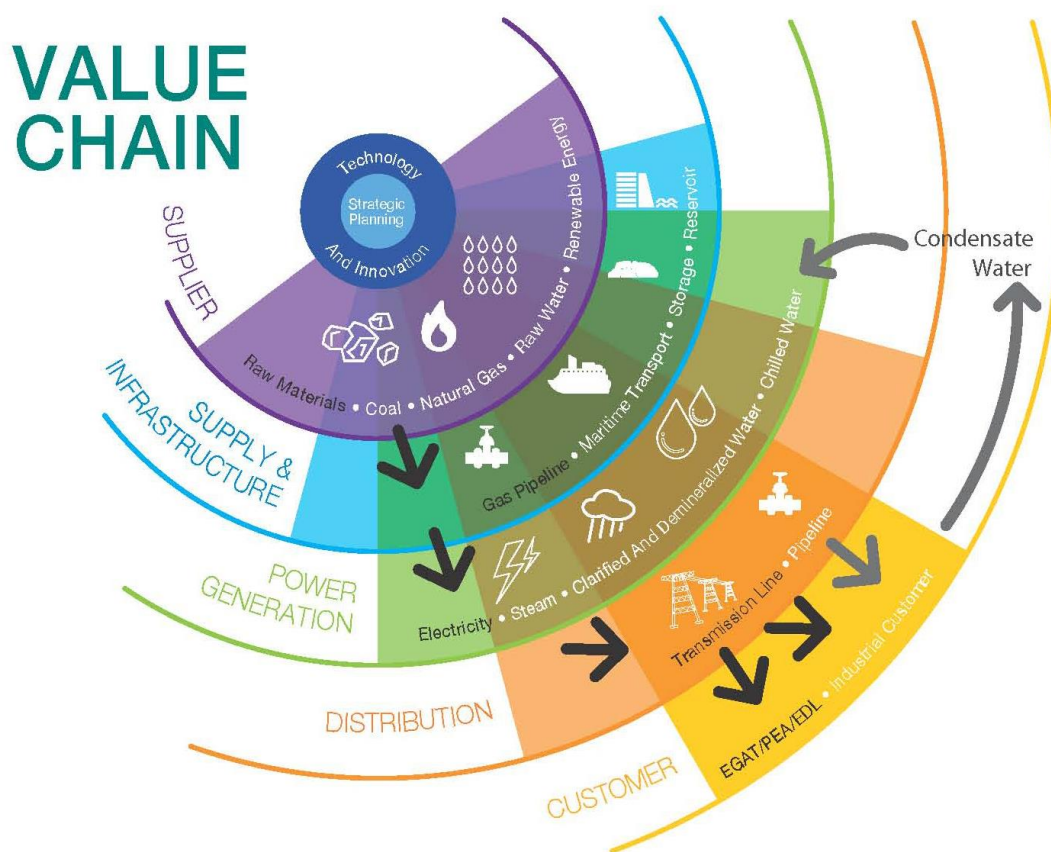 VALUE
CHAIN
Technology
Strategic
Planning
And Innovation
SUPPLIER
Raw Materials • Coal • Natural Gas • Raw Water • Renewable Energy
SUPPLY &
INFRASTRUCTURE
Gas Pipeline • Maritime Transport • Storage • Reservoir
POWER
GENERATION
Electricity • Steam • Clarified And Demineralized Water • Chilled Water
DISTRIBUTION
Transmission Line • Pipeline
CUSTOMER
EGAT/PEA/EDL • Industrial Customer
Condensate
Water